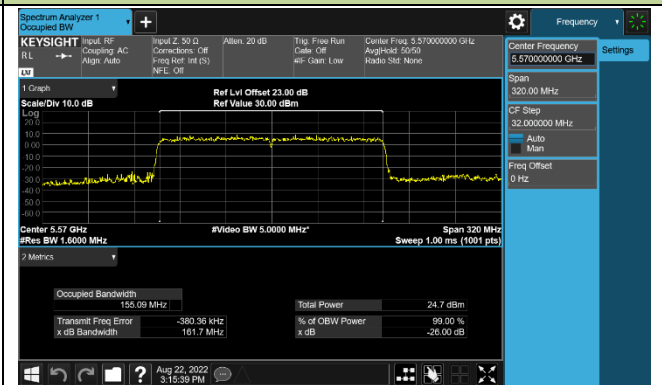 Spectrum Analyzer 1
Occupied BW
Frequency
KEYSIGHT
RL
LXI
Input: RF
Coupling: AC
Align: Auto
Input Z: 50 Ω
Corrections: Off
Freq Ref: Int (S)
NFE: Off
Atten: 20 dB
Trig: Free Run
Gate: Off
#IF Gain: Low
Center Freq: 5.570000000 GHz
Avg|Hold: 50/50
Radio Std: None
Center Frequency
5.570000000 GHz
Settings
Span
320.00 MHz
CF Step
32.000000 MHz
Auto
Man
Freq Offset
0 Hz
1 Graph
Scale/Div 10.0 dB
Ref Lvl Offset 23.00 dB
Ref Value 30.00 dBm
Log
20.0
10.0
0.00
-10.0
-20.0
-30.0
-40.0
-50.0
-60.0
Center 5.57 GHz
#Video BW 5.0000 MHz*
Span 320 MHz
#Res BW 1.6000 MHz
Sweep 1.00 ms (1001 pts)
2 Metrics
Occupied Bandwidth
155.09 MHz
Total Power 24.7 dBm
Transmit Freq Error -380.36 kHz
% of OBW Power 99.00 %
x dB Bandwidth 161.7 MHz
x dB -26.00 dB
?
Aug 22, 2022
3:15:39 PM